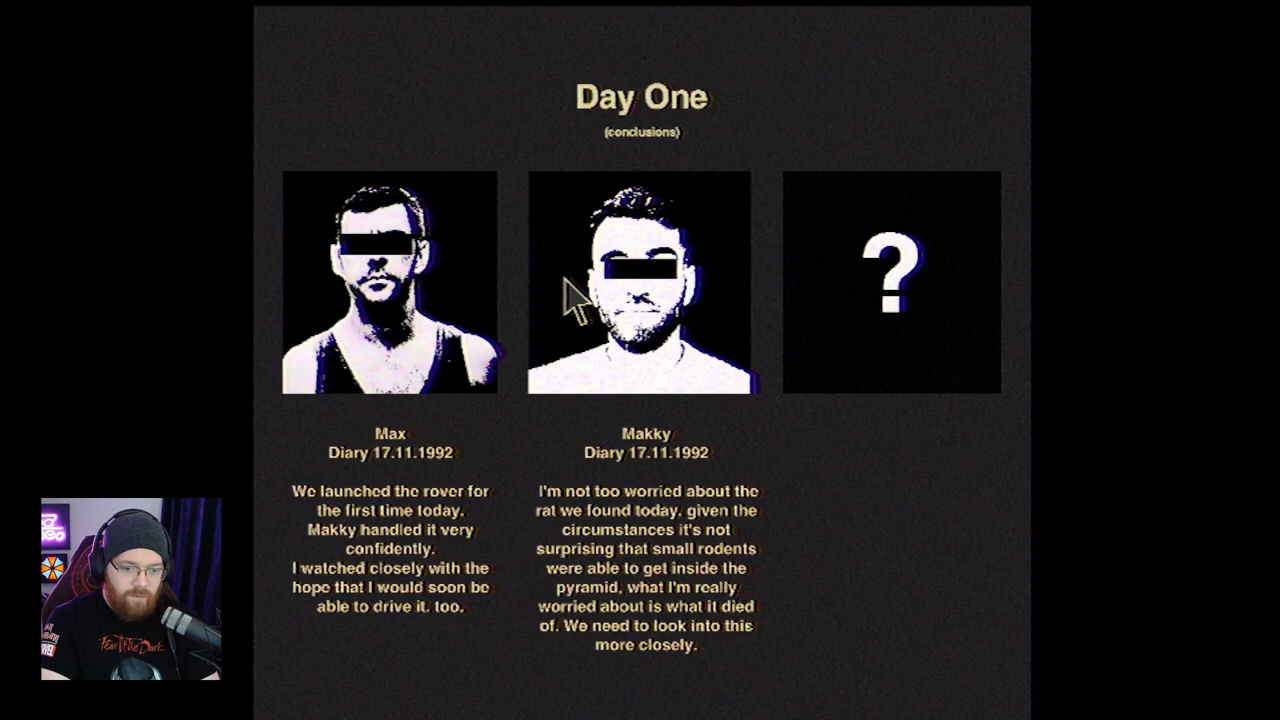 Day One
(conclusions)
?
Max
Diary 17.11.1992
We launched the rover for
the first time today.
Makky handled it very
confidently.
I watched closely with the
hope that I would soon be
able to drive it. too.
Makky
Diary 17.11.1992
I'm not too worried about the
rat we found today. given the
circumstances it's not
surprising that small rodents
were able to get inside the
pyramid, what I'm really
worried about is what it died
of. We need to look into this
more closely.
Fear Of The Dark